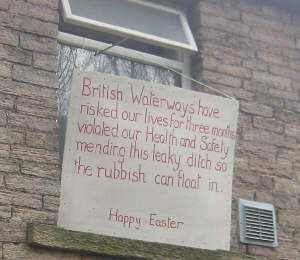 British Waterways have
risked our lives for three months
violated our Health and Safety
mending this leaky ditch so
the rubbish can float in.
Happy Easter